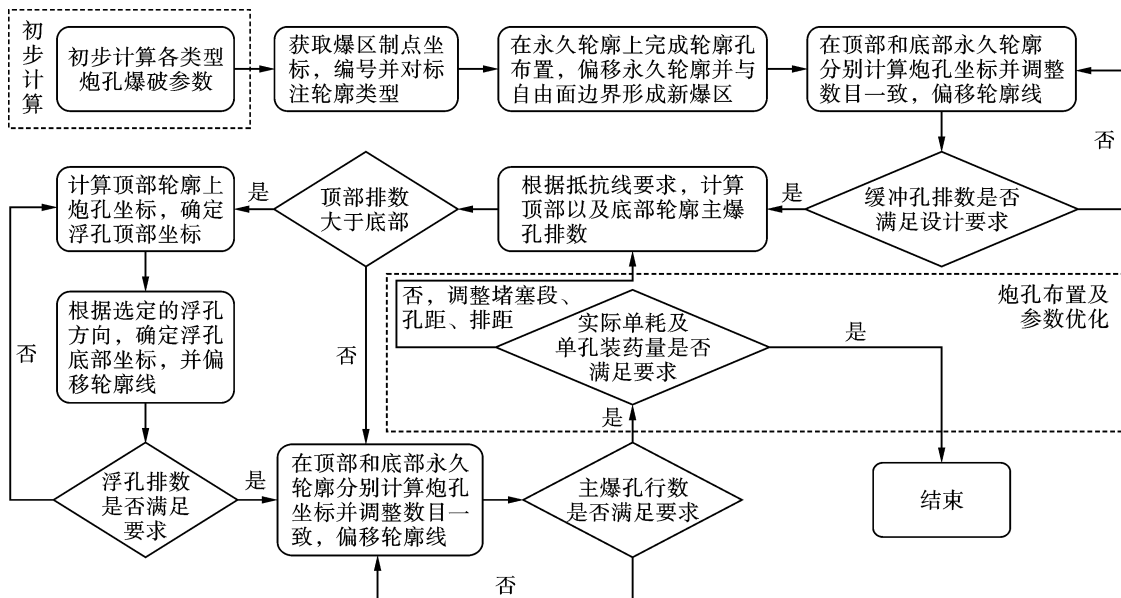 初步计算
初步计算各类型
炮孔爆破参数
获取爆区制点坐
标，编号并对标
注轮廓类型
在永久轮廓上完成轮廓孔
布置，偏移永久轮廓并与
自由面边界形成新爆区
在顶部和底部永久轮廓
分别计算炮孔坐标并调整
数目一致，偏移轮廓线
否
缓冲孔排数是否
满足设计要求
是
根据抵抗线要求，计算
顶部以及底部轮廓主爆
孔排数
顶部排数
大于底部
是
计算顶部轮廓上
炮孔坐标，确定
浮孔顶部坐标
根据选定的浮孔
方向，确定浮孔
底部坐标，并偏
移轮廓线
否
否
否，调整堵塞段、
孔距、排距
实际单耗及
单孔装药量是否
满足要求
是
炮孔布置及
参数优化
是
浮孔排数
是否满足
要求
是
在顶部和底部永久
轮廓分别计算炮孔
坐标并调整数目一
致，偏移轮廓线
主爆孔行数
是否满足要求
结束
否